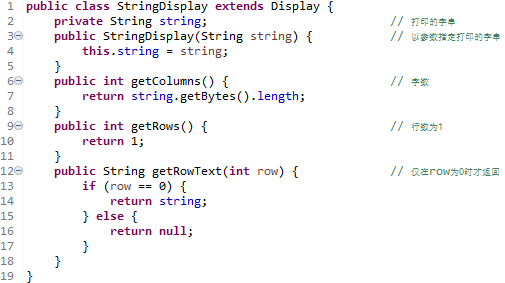 1 public class StringDisplay extends Display {
2     private String string;                          // 打印的字串
3     public StringDisplay(String string) {           // 以参数指定打印的字串
4         this.string = string;
5     }
6     public int getColumns() {                       // 字数
7         return string.getBytes().length;
8     }
9     public int getRows() {                          // 行数为1
10         return 1;
11     }
12     public String getRowText(int row) {             // 仅在row为0时才返回
13         if (row == 0) {
14             return string;
15         } else {
16             return null;
17         }
18     }
19 }